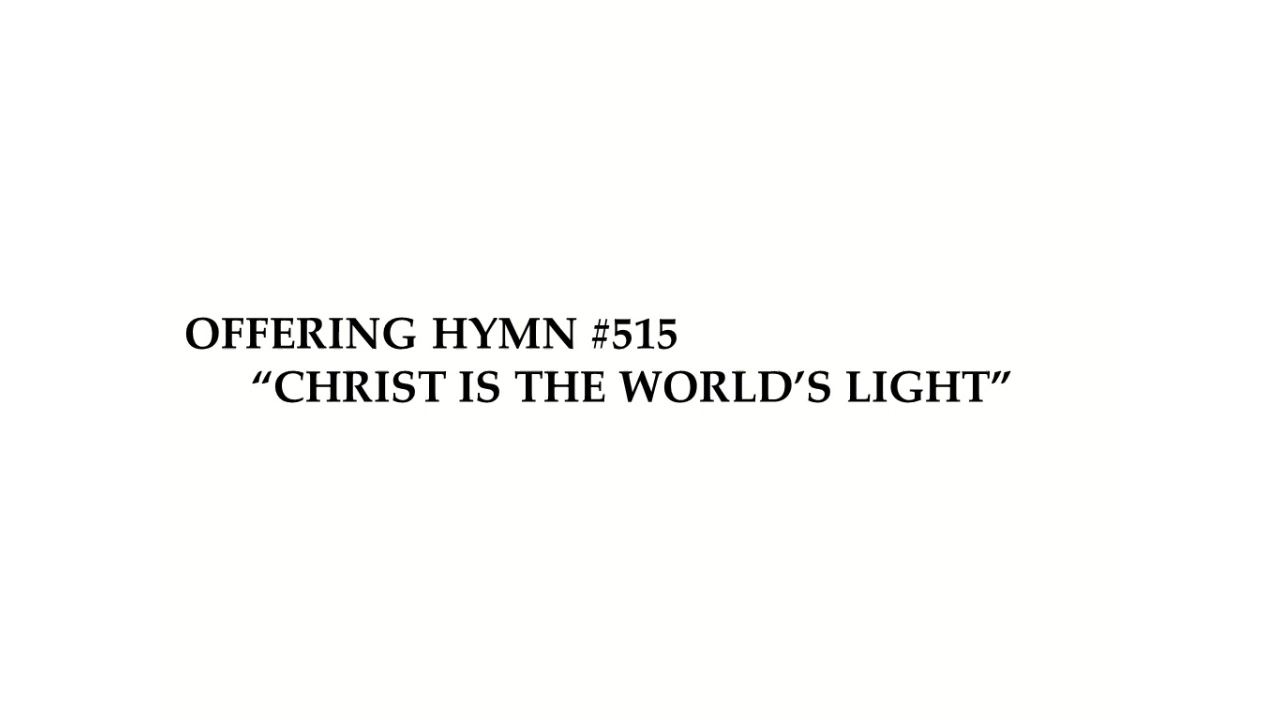 OFFERING HYMN #515
“CHRIST IS THE WORLD’S LIGHT”